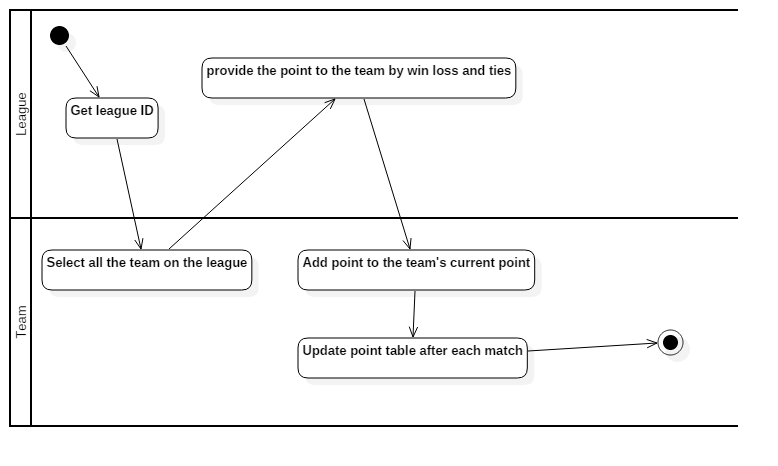 League
Get league ID
provide the point to the team by win loss and ties
Team
Select all the team on the league
Add point to the team's current point
Update point table after each match